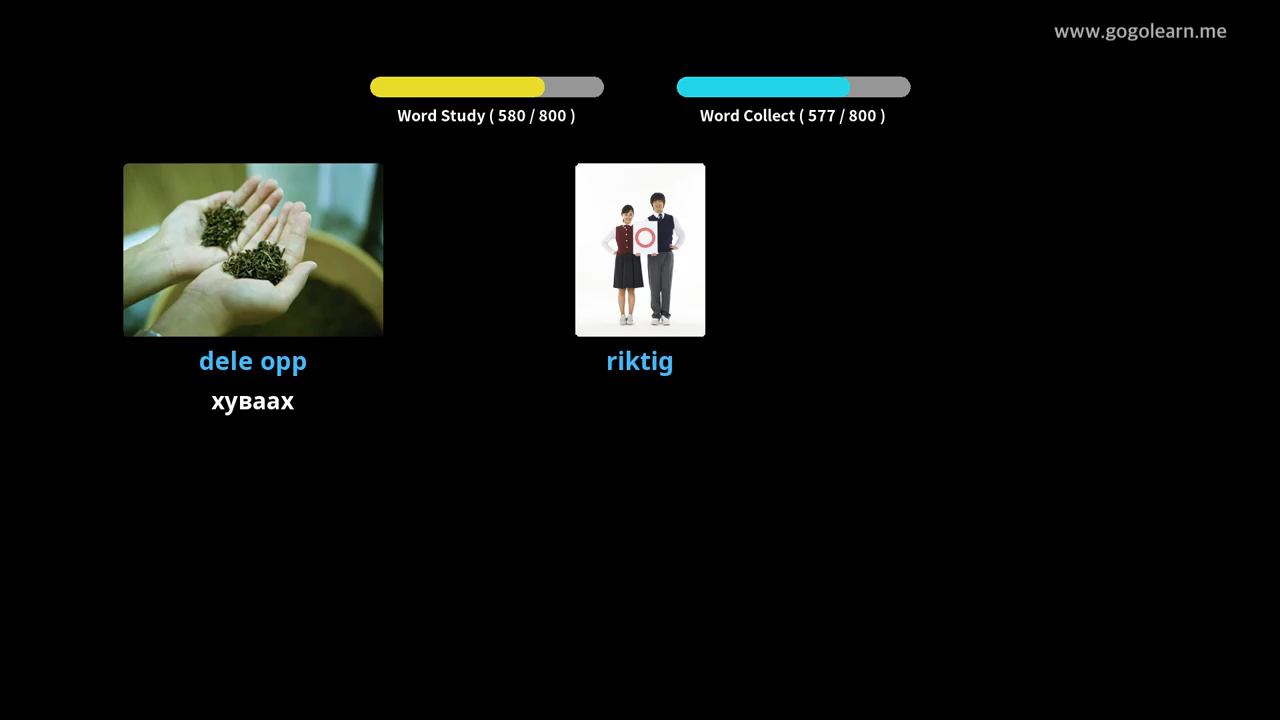 www.gogolearn.me
Word Study ( 580 / 800 )
Word Collect ( 577 / 800 )
dele opp
riktig
хуваах